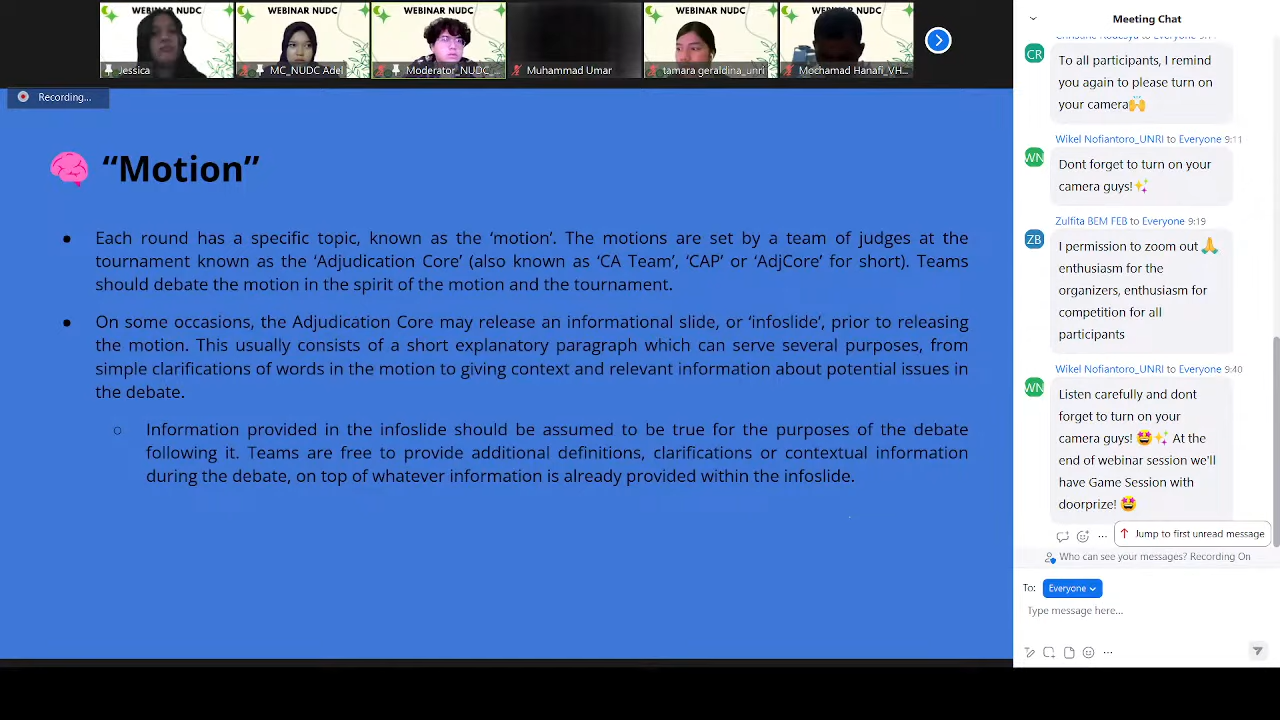 WEBINAR NUDC
WEBINAR NUDC
WEBINAR NUDC
WEBINAR NUDC
WEBINAR NUDC
Jessica
MC_NUDC Adel
Moderator_NUDC_...
Muhammad Umar
tamara geraldina_unri
Mochamad Hanafi_VH...
Recording...
“Motion”
Each round has a specific topic, known as the ‘motion’. The motions are set by a team of judges at the
tournament known as the ‘Adjudication Core’ (also known as ‘CA Team’, ‘CAP’ or ‘AdjCore’ for short). Teams
should debate the motion in the spirit of the motion and the tournament.
On some occasions, the Adjudication Core may release an informational slide, or ‘infoslide’, prior to releasing
the motion. This usually consists of a short explanatory paragraph which can serve several purposes, from
simple clarifications of words in the motion to giving context and relevant information about potential issues in
the debate.
Information provided in the infoslide should be assumed to be true for the purposes of the debate
following it. Teams are free to provide additional definitions, clarifications or contextual information
during the debate, on top of whatever information is already provided within the infoslide.
Meeting Chat
to Everyone
CR
To all participants, I remind
you again to please turn on
your camera🙌
Wikel Nofiantoro_UNRI to Everyone 9:11
WN
Dont forget to turn on your
camera guys!✨
Zulfita BEM FEB to Everyone 9:19
ZB
I permission to zoom out 🙏
enthusiasm for the
organizers, enthusiasm for
competition for all
participants
Wikel Nofiantoro_UNRI to Everyone 9:40
WN
Listen carefully and dont
forget to turn on your
camera guys! 🤩✨ At the
end of webinar session we'll
have Game Session with
doorprize! 🤩
Jump to first unread message
Who can see your messages? Recording On
To: Everyone
Type message here...